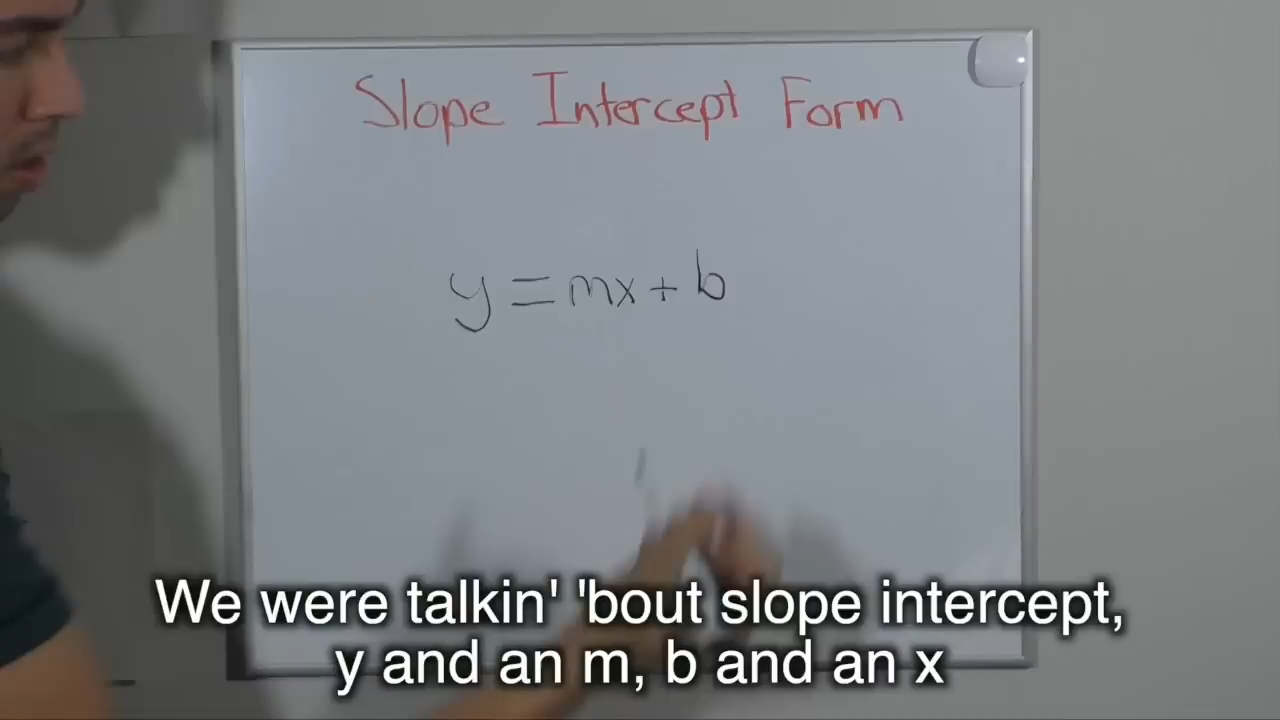 Slope Intercept Form
y = mx + b
We were talkin' 'bout slope intercept,
y and an m, b and an x